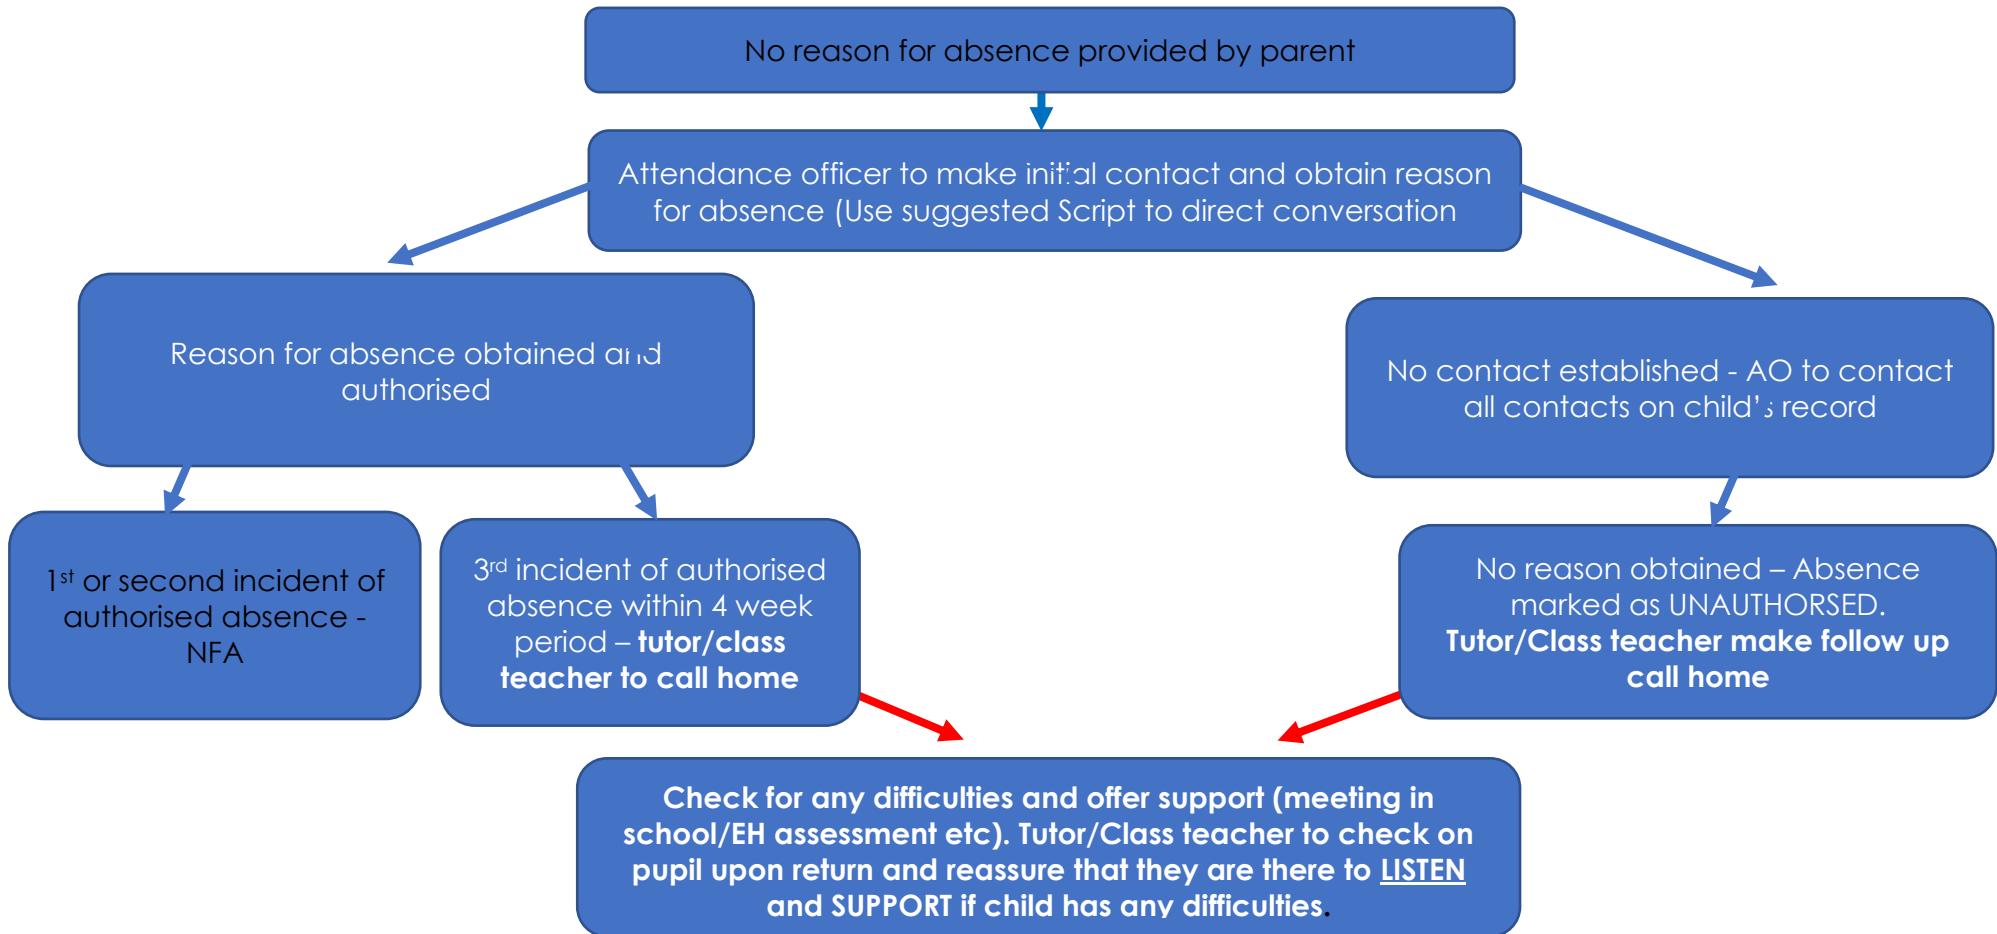 No reason for absence provided by parent
Attendance officer to make initial contact and obtain reason
for absence (Use suggested Script to direct conversation
Reason for absence obtained and
authorised
No contact established - AO to contact
all contacts on child's record
1st or second incident of
authorised absence -
NFA
3rd incident of authorised
absence within 4 week
period – tutor/class
teacher to call home
No reason obtained – Absence
marked as UNAUTHORSED.
Tutor/Class teacher make follow up
call home
Check for any difficulties and offer support (meeting in
school/EH assessment etc). Tutor/Class teacher to check on
pupil upon return and reassure that they are there to LISTEN
and SUPPORT if child has any difficulties.